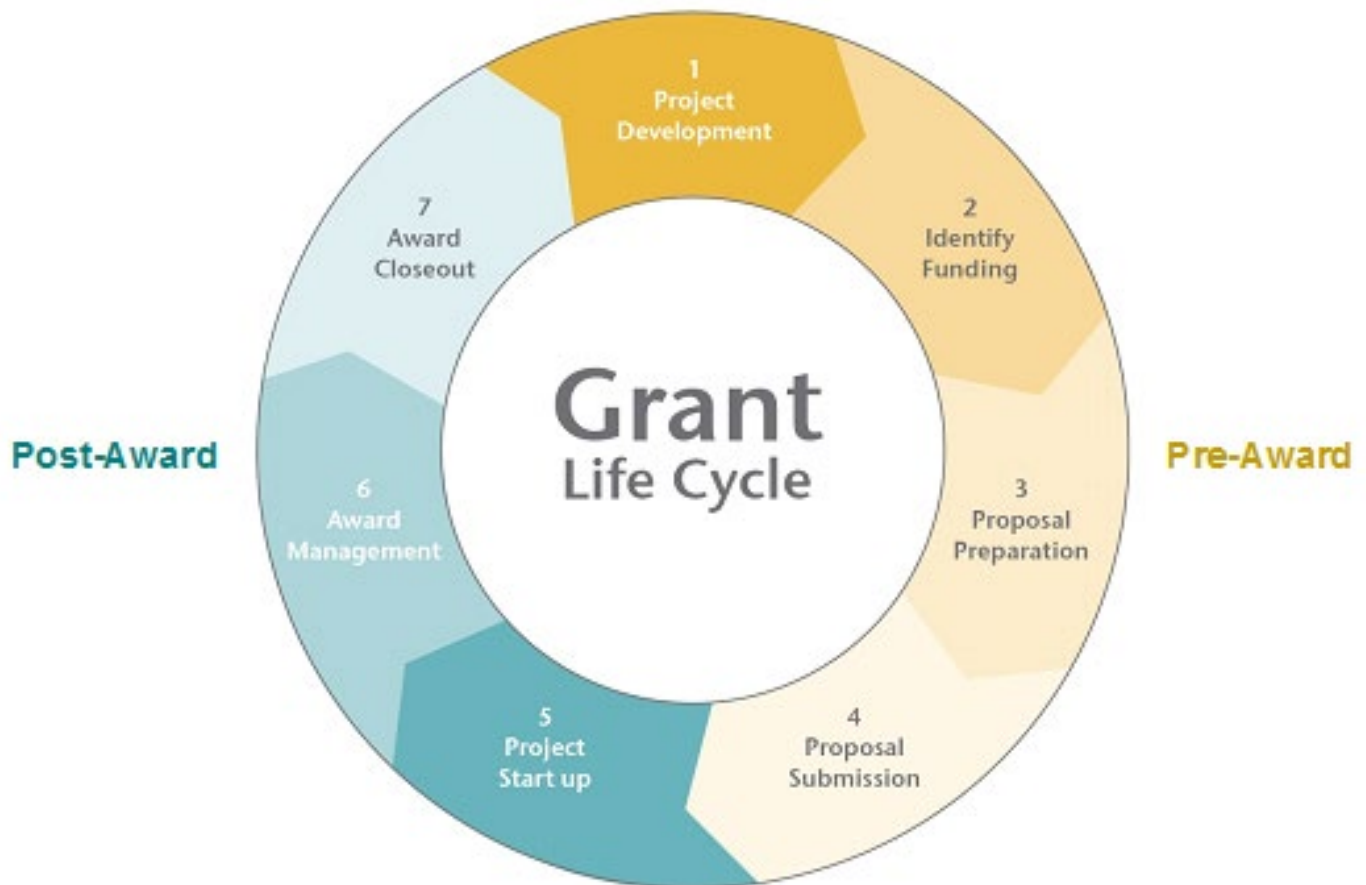 1
Project
Development
2
Identify
Funding
3
Proposal
Preparation
4
Proposal
Submission
5
Project
Start up
6
Award
Management
7
Award
Closeout
Grant
Life Cycle
Post-Award
Pre-Award